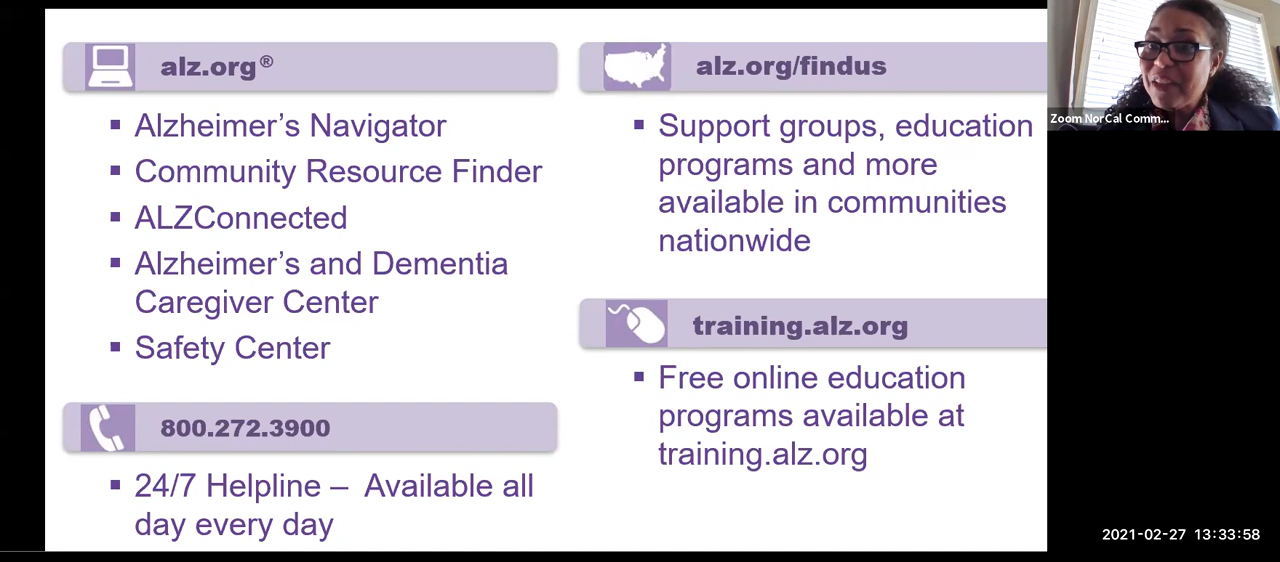 alz.org®
▪ Alzheimer’s Navigator
▪ Community Resource Finder
▪ ALZConnected
▪ Alzheimer’s and Dementia
Caregiver Center
▪ Safety Center
800.272.3900
▪ 24/7 Helpline – Available all
day every day
alz.org/findus
▪ Support groups, education
programs and more
available in communities
nationwide
training.alz.org
▪ Free online education
programs available at
training.alz.org
Zoom NorCal Comm...
2021-02-27 13:33:58